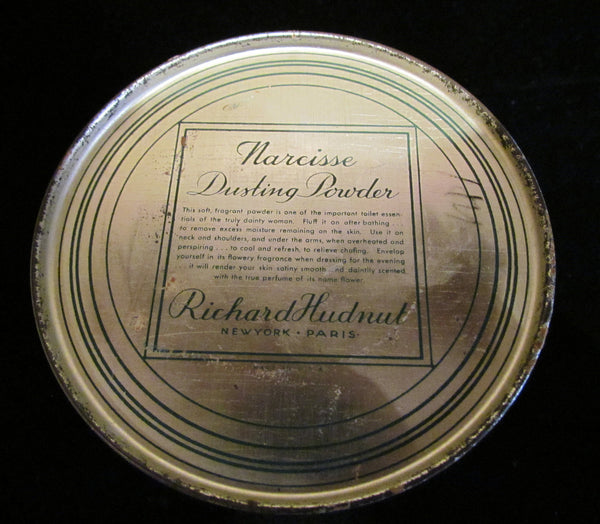 Narcisse
Dusting Powder
This soft, fragrant powder is one of the important toilet essen-
tials of the truly dainty woman. Fluff it on after bathing...
to remove excess moisture remaining on the skin. Use it on
neck and shoulders, and under the arms, when overheated and
perspiring ... to cool and refresh, to relieve chafing. Envelop
yourself in its flowery fragrance when dressing for the evening
it will render your skin satiny smooth and daintily scented
with the true perfume of its name flower.
Richard Hudnut
NEW YORK · PARIS